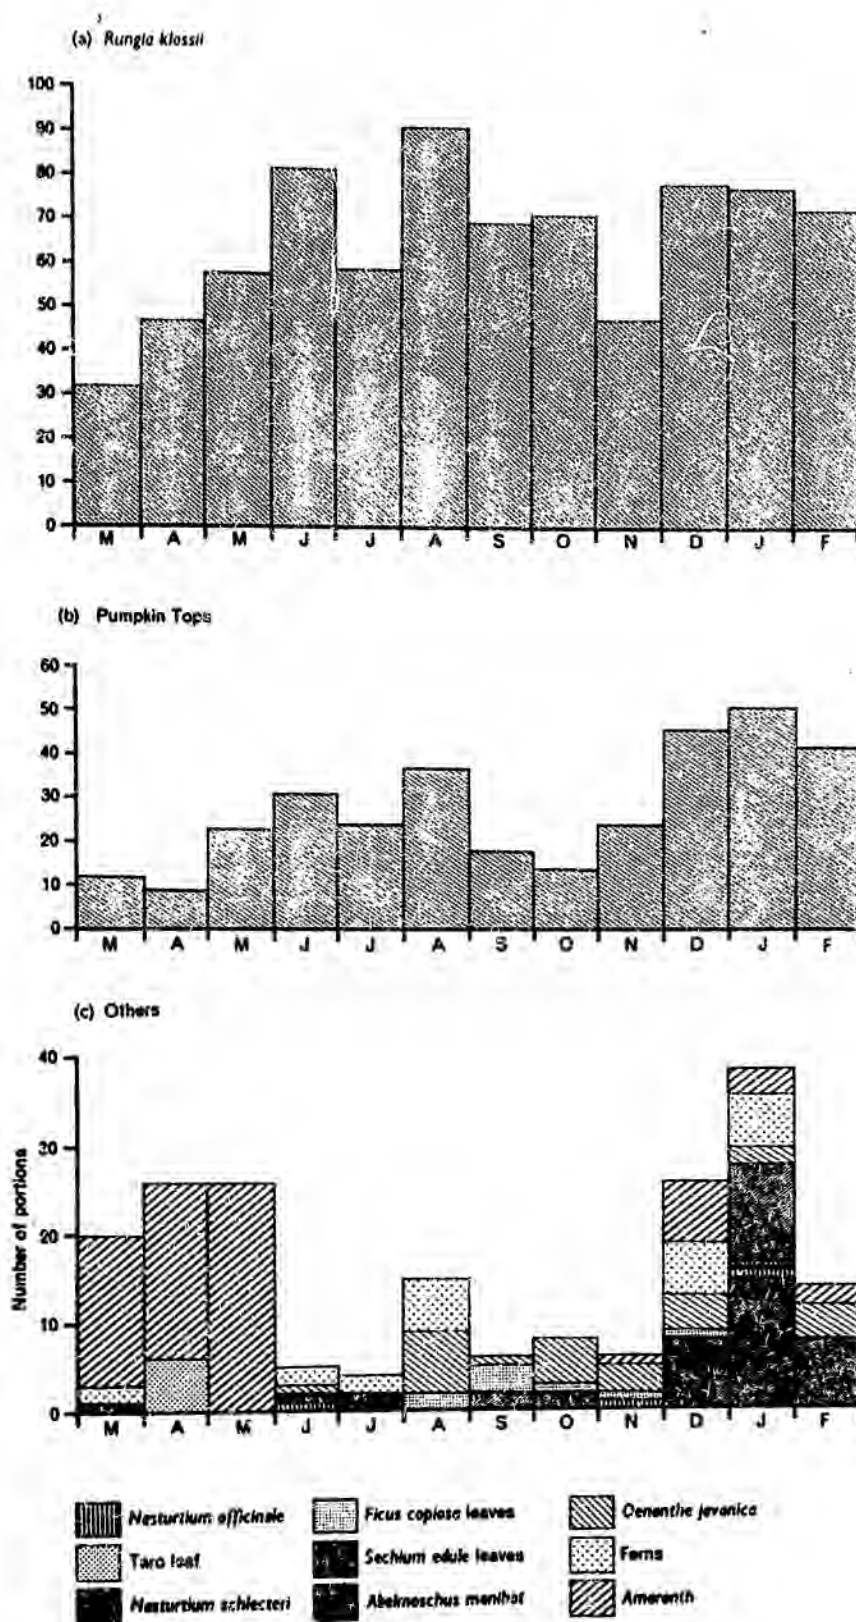 (a) Rungia klossii
100
90
80
70
60
50
40
30
20
10
0
M A M J J A S O N D J F
(b) Pumpkin Tops
60
50
40
30
20
10
0
M A M J J A S O N D J F
(c) Others
Number of portions
40
30
20
10
0
M A M J J A S O N D J F
Nasturtium officinale Ficus copiosa leaves Oenanthe javanica
Taro leaf Sechium edule leaves Ferns
Nasturtium schlecteri Abelmoschus manihot Amaranth